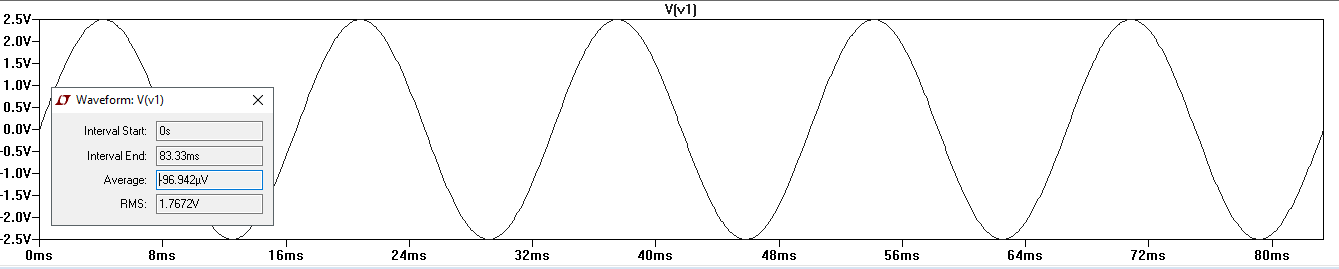 V(v1)
2.5V
2.0V
1.5V
1.0V
0.5V
0.0V
-0.5V
-1.0V
-1.5V
-2.0V
-2.5V
Waveform: V(v1)
Interval Start: 0s
Interval End: 83.33ms
Average: -96.942µV
RMS: 1.7672V
0ms 8ms 16ms 24ms 32ms 40ms 48ms 56ms 64ms 72ms 80ms